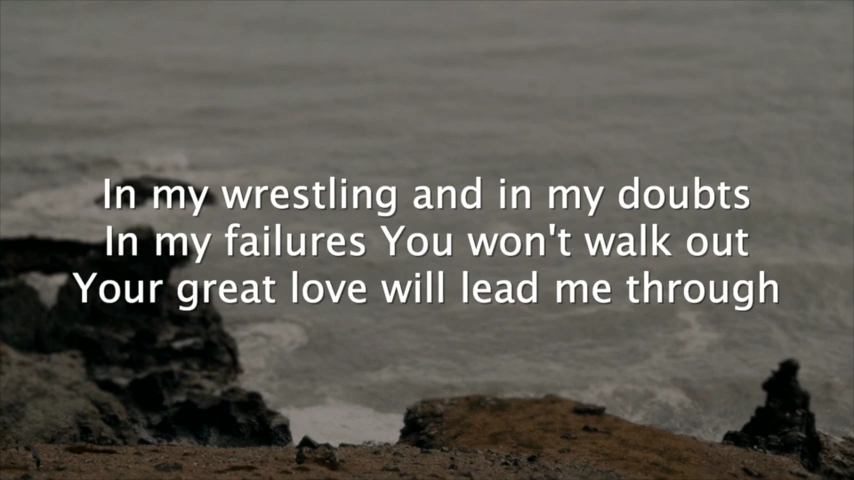 In my wrestling and in my doubts
In my failures You won't walk out
Your great love will lead me through